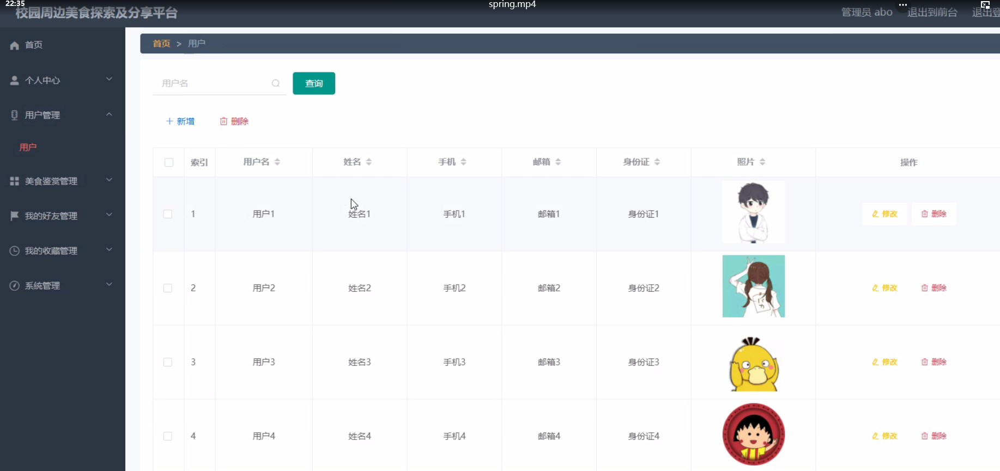 22:35
spring.mp4
校园周边美食探索及分享平台
管理员 abo 退出到前台 退出登
首页
个人中心
用户管理
用户
美食鉴赏管理
我的好友管理
我的收藏管理
系统管理
首页 > 用户
用户名 查询
新增 删除
索引 用户名 姓名 手机 邮箱 身份证 照片 操作
1 用户1 姓名1 手机1 邮箱1 身份证1 修改 删除
2 用户2 姓名2 手机2 邮箱2 身份证2 修改 删除
3 用户3 姓名3 手机3 邮箱3 身份证3 修改 删除
4 用户4 姓名4 手机4 邮箱4 身份证4 修改 删除